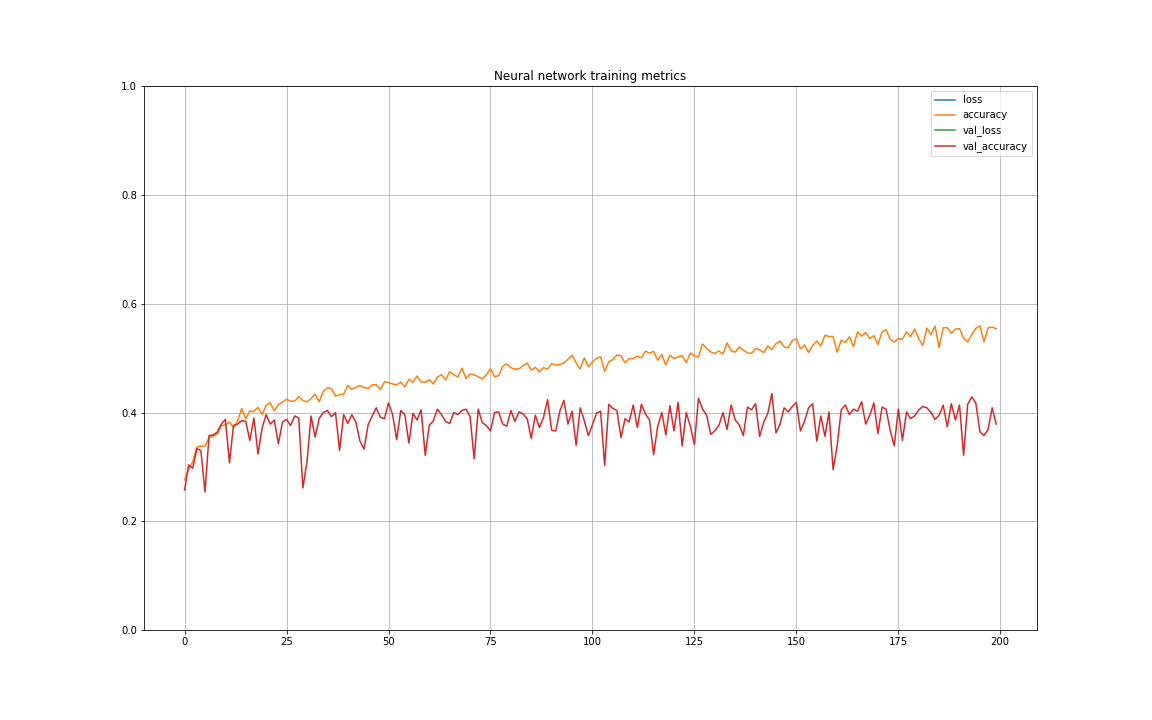 Neural network training metrics
1.0
0.8
0.6
0.4
0.2
0.0
loss
accuracy
val_loss
val_accuracy
0 25 50 75 100 125 150 175 200